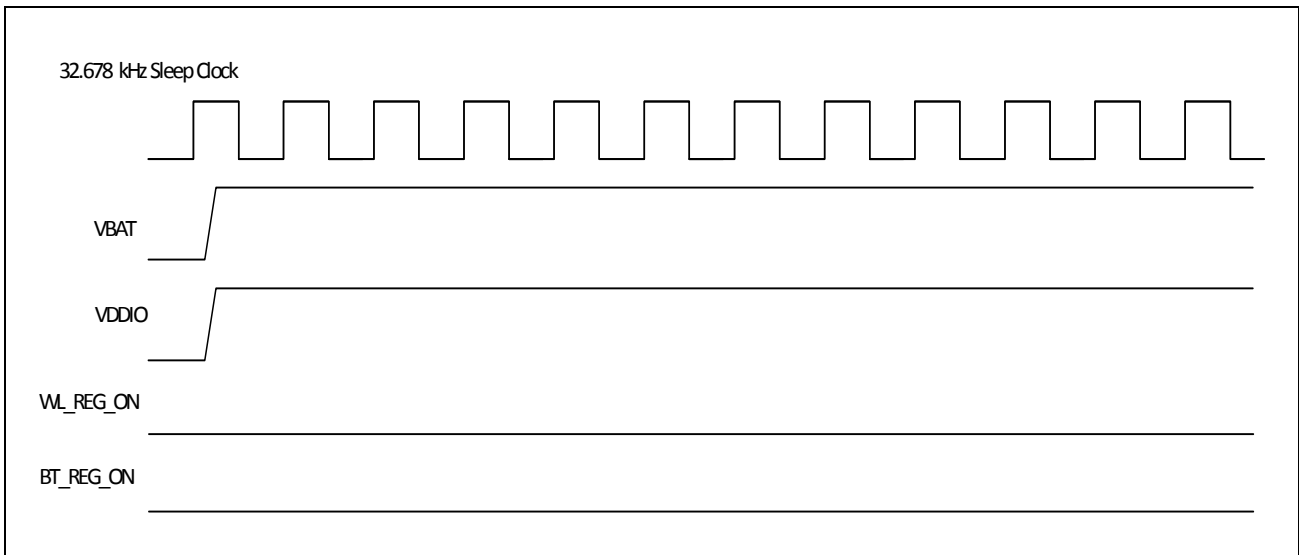 32.678 kHz Sleep Clock
VBAT
VDDIO
WL_REG_ON
BT_REG_ON